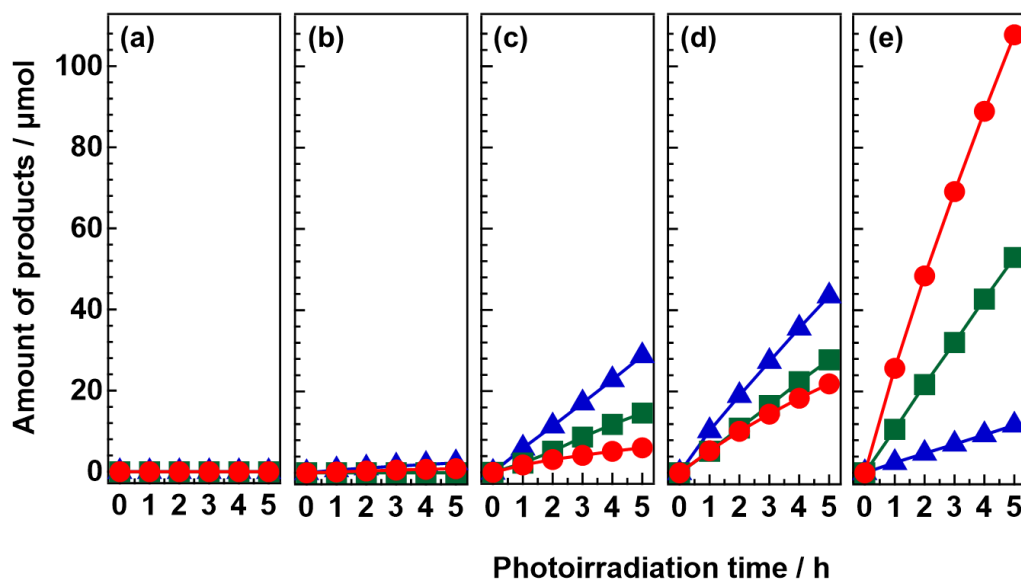 (a) (b) (c) (d) (e)
100
80
60
40
20
0
0 1 2 3 4 5 0 1 2 3 4 5 0 1 2 3 4 5 0 1 2 3 4 5 0 1 2 3 4 5
Amount of products / μmol
Photoirradiation time / h